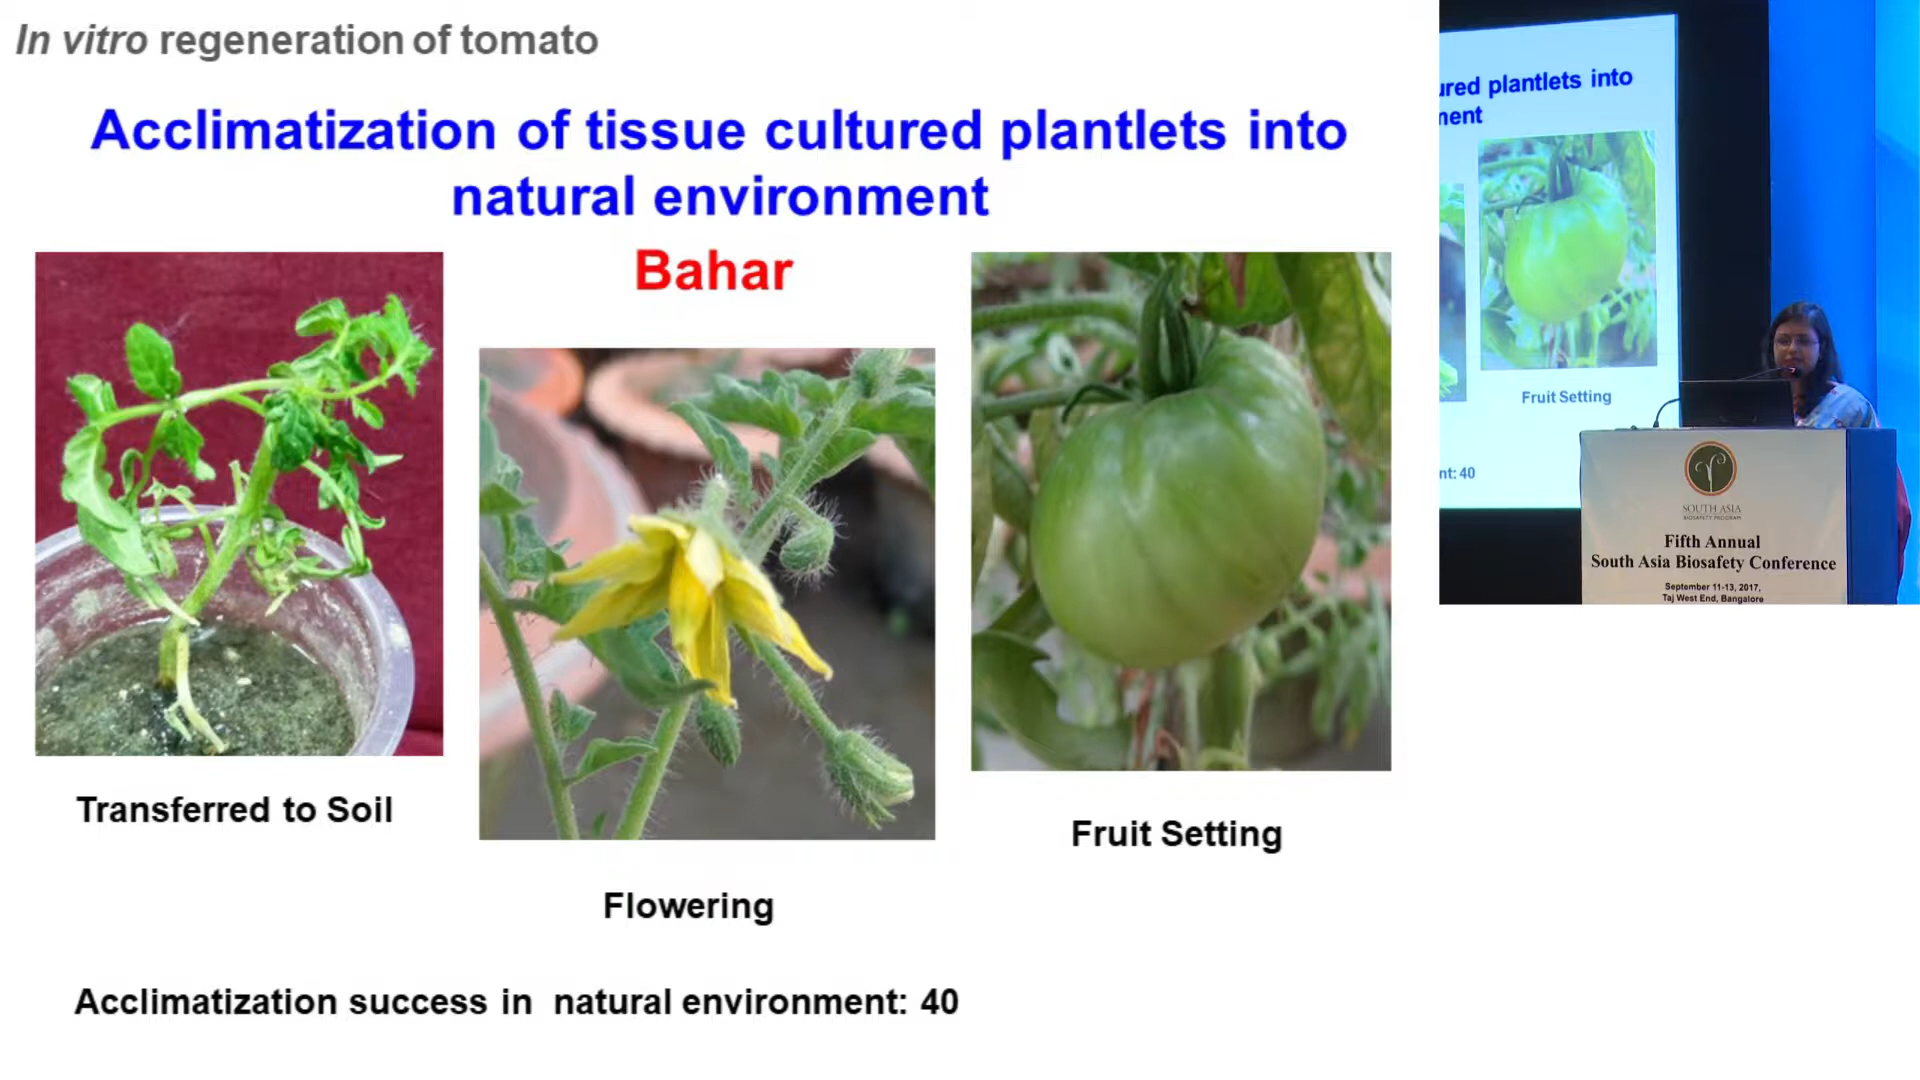 In vitro regeneration of tomato
Acclimatization of tissue cultured plantlets into
natural environment
Bahar
Transferred to Soil
Flowering
Fruit Setting
Acclimatization success in natural environment: 40
ured plantlets into
nent
Fruit Setting
nt: 40
SOUTH ASIA
BIOSAFETY PROGRAM
Fifth Annual
South Asia Biosafety Conference
September 11-13, 2017,
Taj West End, Bangalore